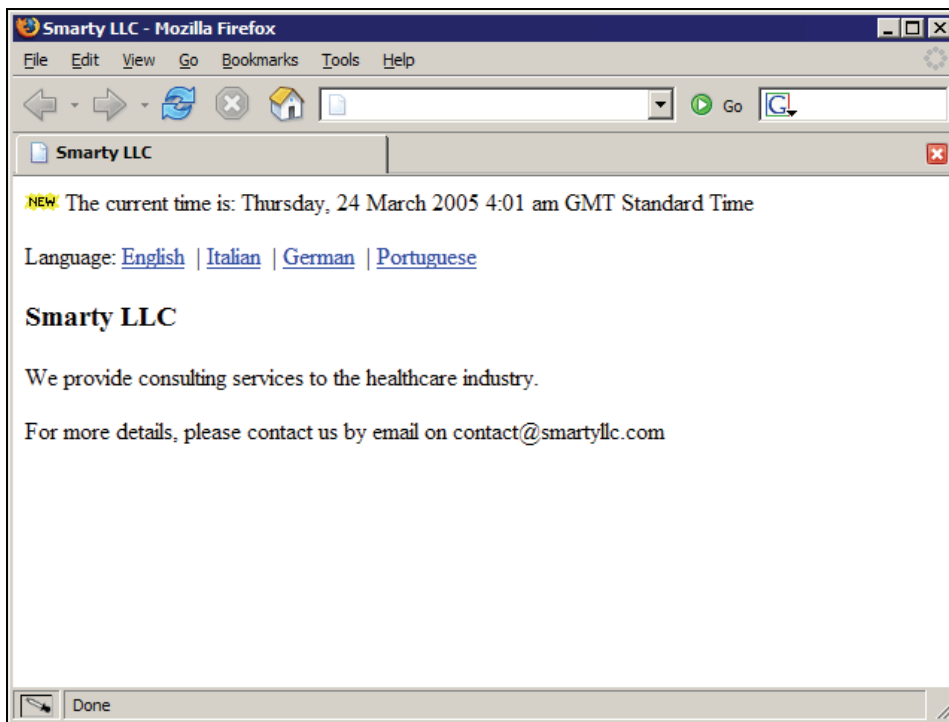 Smarty LLC - Mozilla Firefox
File Edit View Go Bookmarks Tools Help
Go G
Smarty LLC
NEW The current time is: Thursday, 24 March 2005 4:01 am GMT Standard Time
Language: English | Italian | German | Portuguese
Smarty LLC
We provide consulting services to the healthcare industry.
For more details, please contact us by email on contact@smartyllc.com
Done